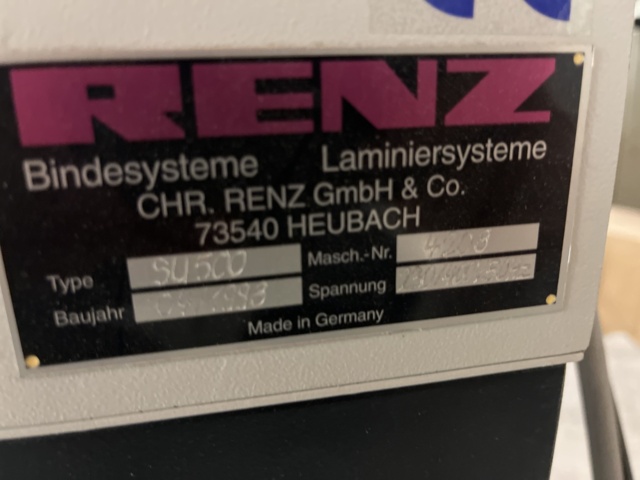 RENZ
Bindesysteme Laminiersysteme
CHR. RENZ GmbH & Co.
73540 HEUBACH
Type SU500 Masch.-Nr.
Baujahr Spannung
Made in Germany